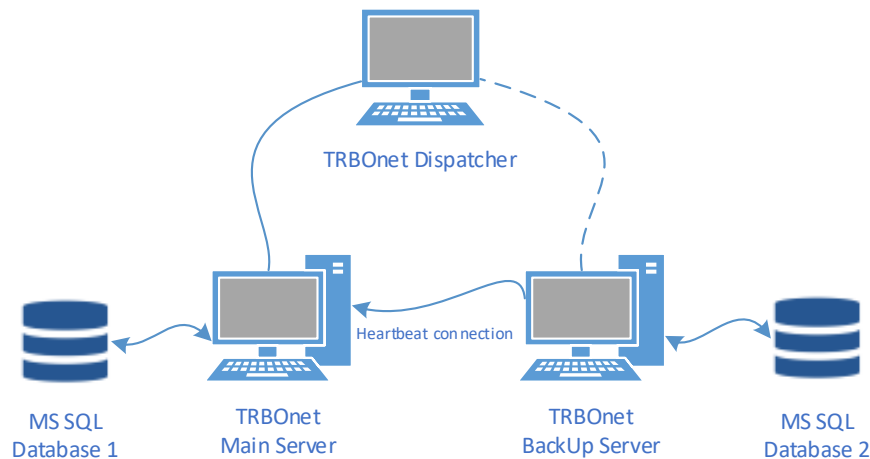 TRBOnet Dispatcher
Heartbeat connection
MS SQL
Database 1
TRBOnet
Main Server
TRBOnet
BackUp Server
MS SQL
Database 2